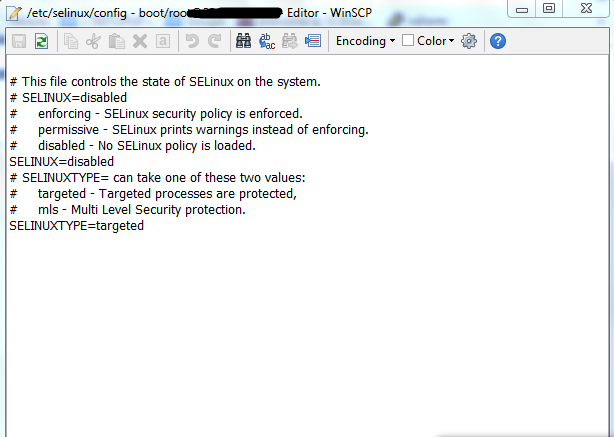 /etc/selinux/config - boot/root - Editor - WinSCP
Encoding Color
# This file controls the state of SELinux on the system.
# SELINUX=disabled
#     enforcing - SELinux security policy is enforced.
#     permissive - SELinux prints warnings instead of enforcing.
#     disabled - No SELinux policy is loaded.
SELINUX=disabled
# SELINUXTYPE= can take one of these two values:
#     targeted - Targeted processes are protected,
#     mls - Multi Level Security protection.
SELINUXTYPE=targeted